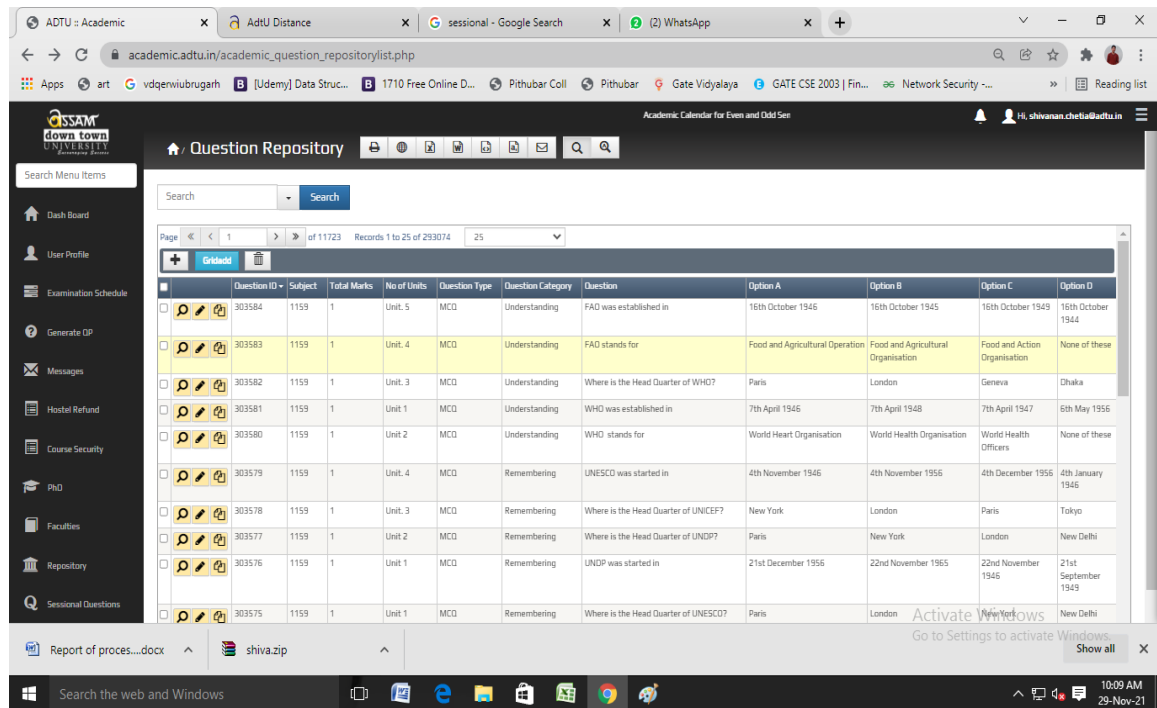 ADTU :: Academic
AdtU Distance
sessional - Google Search
(2) WhatsApp
academic.adtu.in/academic_question_repositorylist.php
Apps art vdqerwiubrugarh [Udemy] Data Struc... 1710 Free Online D... Pithubar Coll Pithubar Gate Vidyalaya GATE CSE 2003 | Fin... Network Security -... » Reading list
ASSAM
down town
UNIVERSITY
Academic Calendar for Even and Odd Sem
Hi, shivanan.chetia@adtu.in
/ Question Repository
Search Menu Items
Search Search
Dash Board
User Profile
Examination Schedule
Generate QP
Messages
Hostel Refund
Course Security
PhD
Faculties
Repository
Sessional Questions
Page 1 of 11723 Records 1 to 25 of 293074 25
Gridadd
Question ID Subject Total Marks No of Units Question Type Question Category Question Option A Option B Option C Option D
303584 1159 1 Unit. 5 MCQ Understanding FAO was established in 16th October 1946 16th October 1945 16th October 1949 16th October
1944
303583 1159 1 Unit. 4 MCQ Understanding FAO stands for Food and Agricultural Operation Food and Agricultural Food and Action None of these
Organisation Organisation
303582 1159 1 Unit. 3 MCQ Understanding Where is the Head Quarter of WHO? Paris London Geneva Dhaka
303581 1159 1 Unit 1 MCQ Understanding WHO was established in 7th April 1946 7th April 1948 7th April 1947 6th May 1956
303580 1159 1 Unit 2 MCQ Understanding WHO stands for World Heart Organisation World Health Organisation World Health None of these
Officers
303579 1159 1 Unit. 4 MCQ Remembering UNESCO was started in 4th November 1946 4th November 1956 4th December 1956 4th January
1946
303578 1159 1 Unit. 3 MCQ Remembering Where is the Head Quarter of UNICEF? New York London Paris Tokyo
303577 1159 1 Unit 2 MCQ Remembering Where is the Head Quarter of UNDP? Paris New York London New Delhi
303576 1159 1 Unit 1 MCQ Remembering UNDP was started in 21st December 1956 22nd November 1965 22nd November 21st
1946 September
1949
303575 1159 1 Unit 1 MCQ Remembering Where is the Head Quarter of UNESCO? Paris London New York New Delhi
Activate Windows
Go to Settings to activate Windows.
Report of proces....docx shiva.zip Show all
Search the web and Windows
10:09 AM
29-Nov-21